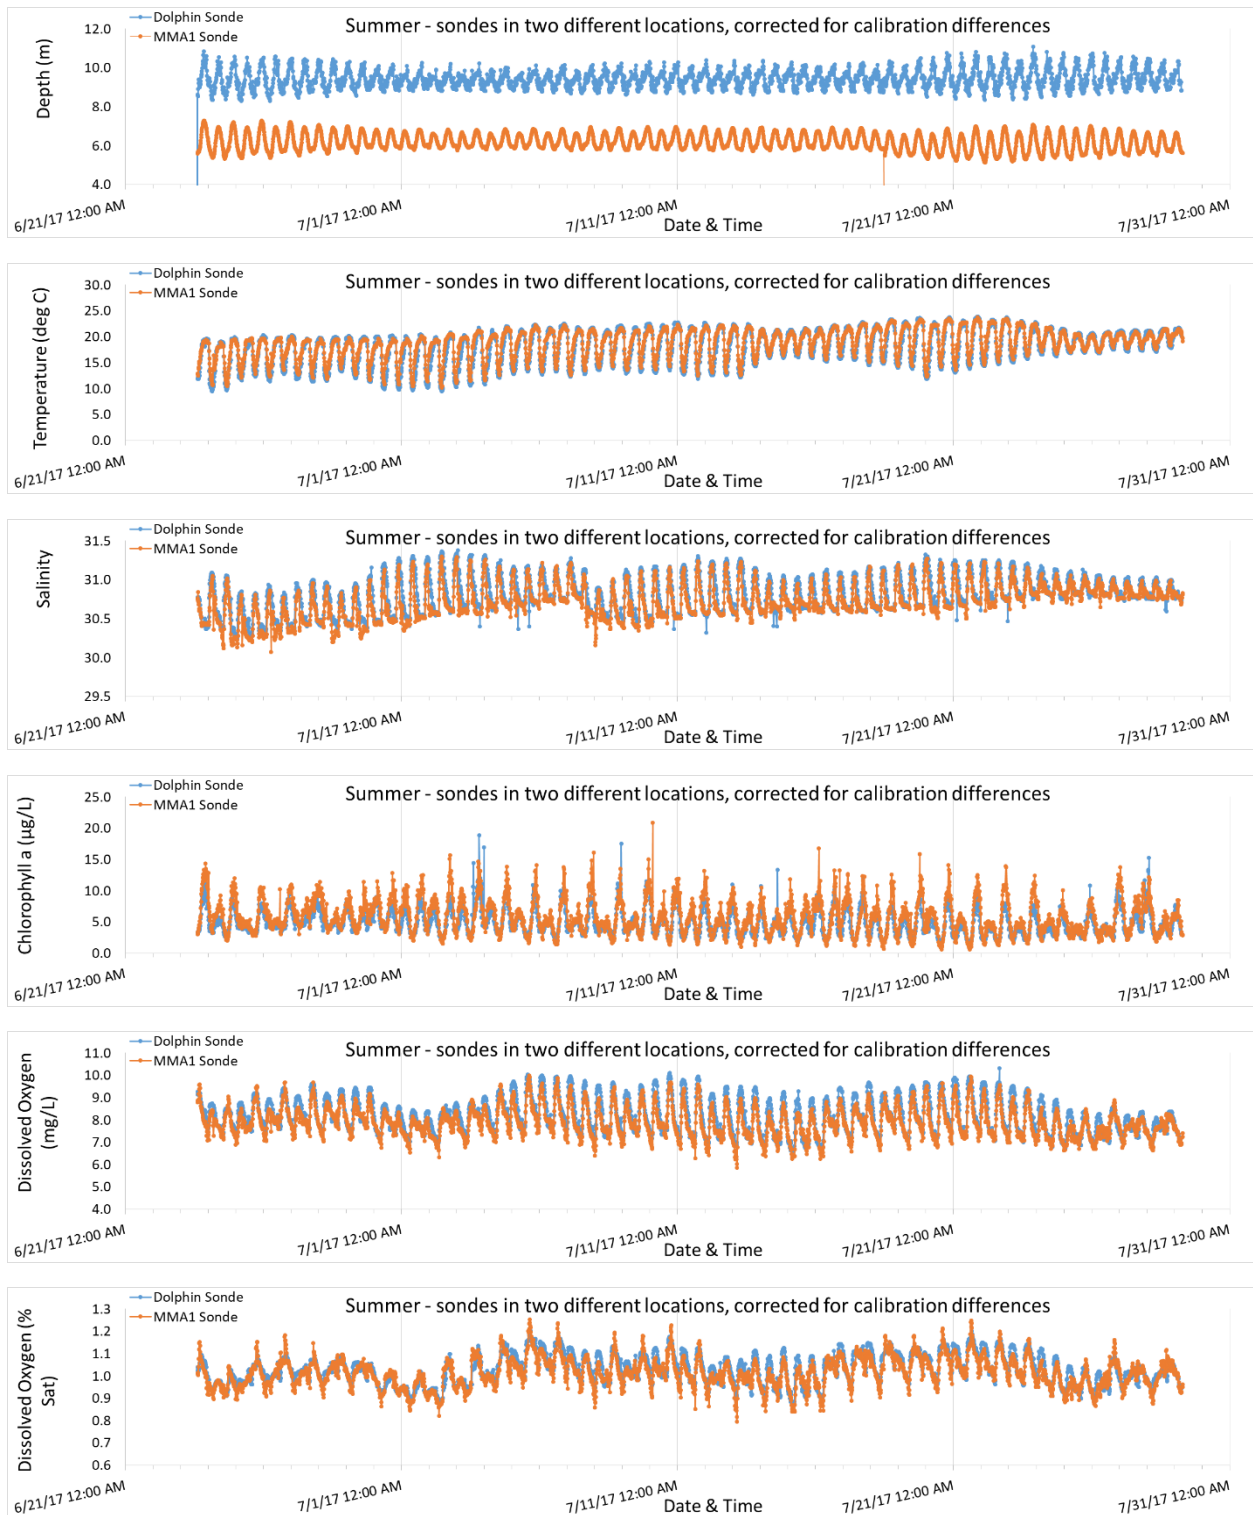 Summer - sondes in two different locations, corrected for calibration differences
Dolphin Sonde
MMA1 Sonde
Depth (m)
12.0
10.0
8.0
6.0
4.0
6/21/17 12:00 AM
7/1/17 12:00 AM
7/11/17 12:00 AM
7/21/17 12:00 AM
7/31/17 12:00 AM
Date & Time
Summer - sondes in two different locations, corrected for calibration differences
Dolphin Sonde
MMA1 Sonde
Temperature (deg C)
30.0
25.0
20.0
15.0
10.0
5.0
0.0
6/21/17 12:00 AM
7/1/17 12:00 AM
7/11/17 12:00 AM
7/21/17 12:00 AM
7/31/17 12:00 AM
Date & Time
Summer - sondes in two different locations, corrected for calibration differences
Dolphin Sonde
MMA1 Sonde
Salinity
31.5
31.0
30.5
30.0
29.5
6/21/17 12:00 AM
7/1/17 12:00 AM
7/11/17 12:00 AM
7/21/17 12:00 AM
7/31/17 12:00 AM
Date & Time
Summer - sondes in two different locations, corrected for calibration differences
Dolphin Sonde
MMA1 Sonde
Chlorophyll a (µg/L)
25.0
20.0
15.0
10.0
5.0
0.0
6/21/17 12:00 AM
7/1/17 12:00 AM
7/11/17 12:00 AM
7/21/17 12:00 AM
7/31/17 12:00 AM
Date & Time
Summer - sondes in two different locations, corrected for calibration differences
Dolphin Sonde
MMA1 Sonde
Dissolved Oxygen
(mg/L)
11.0
10.0
9.0
8.0
7.0
6.0
5.0
4.0
6/21/17 12:00 AM
7/1/17 12:00 AM
7/11/17 12:00 AM
7/21/17 12:00 AM
7/31/17 12:00 AM
Date & Time
Summer - sondes in two different locations, corrected for calibration differences
Dolphin Sonde
MMA1 Sonde
Dissolved Oxygen (%
Sat)
1.3
1.2
1.1
1.0
0.9
0.8
0.7
0.6
6/21/17 12:00 AM
7/1/17 12:00 AM
7/11/17 12:00 AM
7/21/17 12:00 AM
7/31/17 12:00 AM
Date & Time